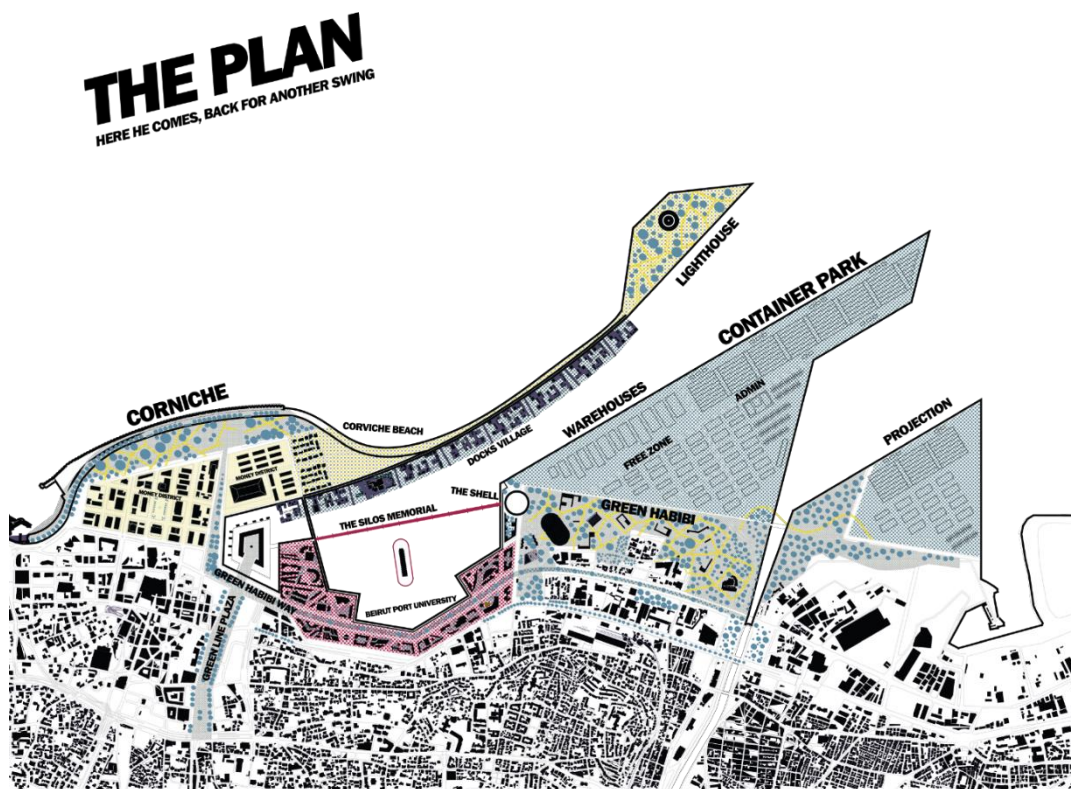 THE PLAN
HERE HE COMES, BACK FOR ANOTHER SWING
LIGHTHOUSE
CONTAINER PARK
CORNICHE
CORVICHE BEACH
DOCKS VILLAGE
WAREHOUSES
ADMIN
PROJECTION
FREE ZONE
MONEY DISTRICT
MONEY DISTRICT
THE SHELL
THE SILOS MEMORIAL
GREEN HABIBI
GREEN HABIBI WAY
BEIRUT PORT UNIVERSITY
GREEN LINE PLAZA